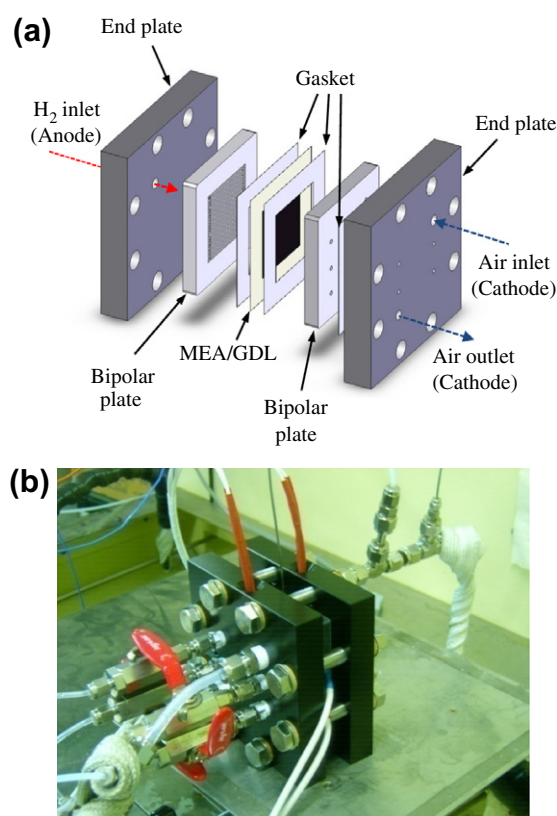 (a)
End plate
H₂ inlet
(Anode)
Gasket
End plate
Air inlet
(Cathode)
MEA/GDL
Bipolar
plate
Air outlet
(Cathode)
Bipolar
plate
(b)